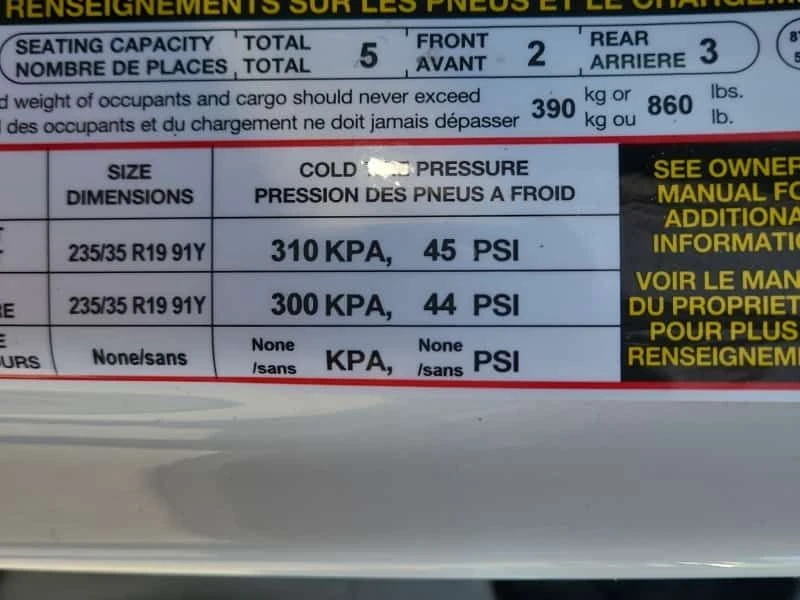 RENSEIGNEMENTS SUR LES PNEUS ET LE CHARGEM
SEATING CAPACITY TOTAL 5 FRONT 2 REAR 3
NOMBRE DE PLACES TOTAL AVANT ARRIERE
d weight of occupants and cargo should never exceed 390 kg or 860 lbs.
des occupants et du chargement ne doit jamais dépasser kg ou lb.
SIZE COLD PRESSURE
DIMENSIONS PRESSION DES PNEUS A FROID
235/35 R19 91Y 310 KPA, 45 PSI
RE 235/35 R19 91Y 300 KPA, 44 PSI
E
URS None/sans None /sans KPA, None /sans PSI
SEE OWNER
MANUAL FO
ADDITIONA
INFORMATIO
VOIR LE MAN
DU PROPRIET
POUR PLUS
RENSEIGNEME